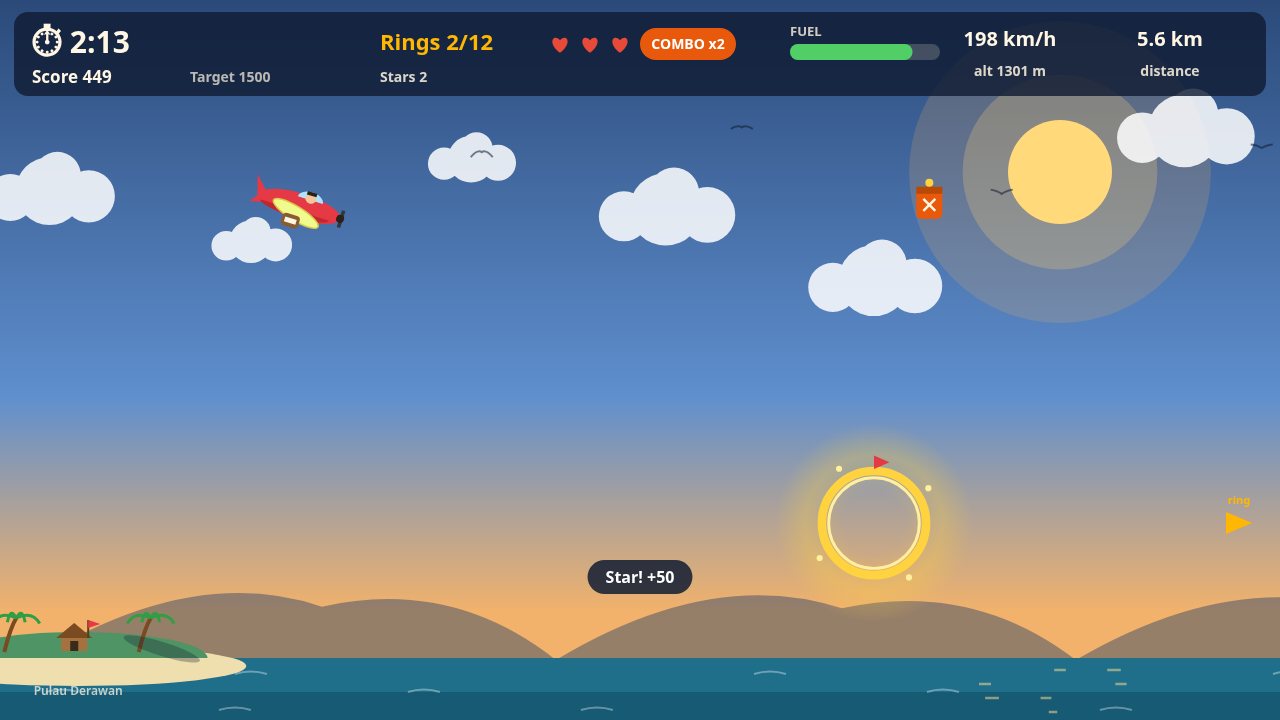 2:13
Score 449
Target 1500
Rings 2/12
Stars 2
COMBO x2
FUEL
198 km/h
alt 1301 m
5.6 km
distance
ring
Star! +50
Pulau Derawan